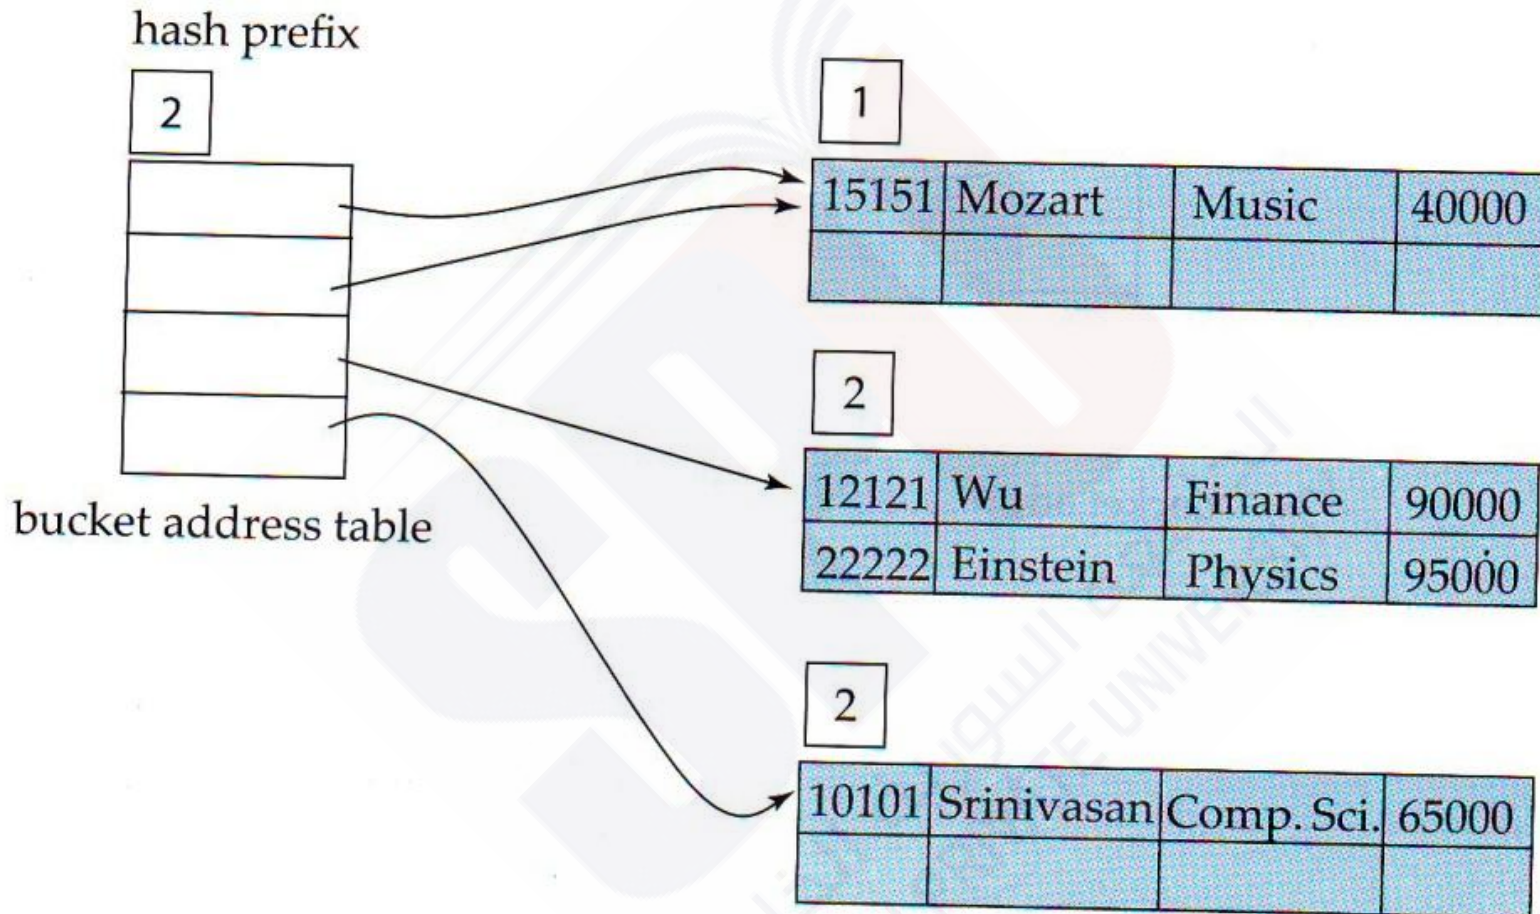 hash prefix
2
bucket address table
1
15151 Mozart Music 40000
2
12121 Wu Finance 90000
22222 Einstein Physics 95000
2
10101 Srinivasan Comp. Sci. 65000